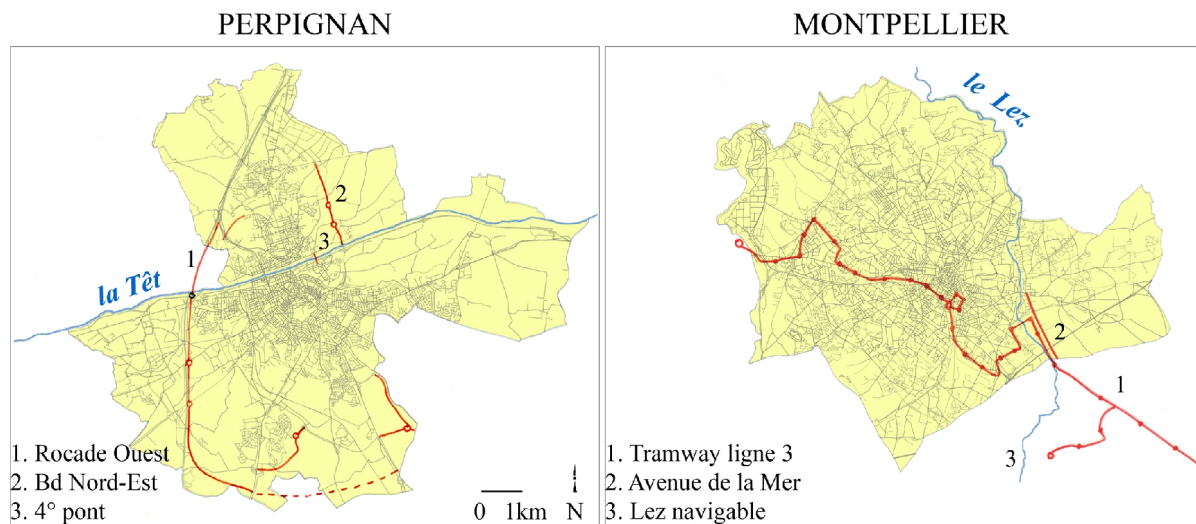 PERPIGNAN
MONTPELLIER
le Lez
2
3
1
la Têt
2
1
3
1. Rocade Ouest
2. Bd Nord-Est
3. 4° pont
0 1km N
1. Tramway ligne 3
2. Avenue de la Mer
3. Lez navigable